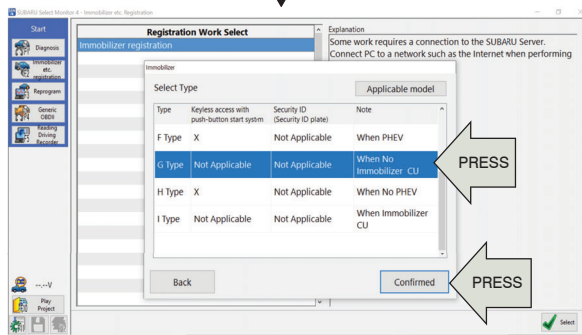 SUBARU Select Monitor 4 - Immobilizer etc. Registration
Start
Diagnosis
Immobilizer
etc.
registration
Reprogram
Generic
OBDII
Reading
Driving
Recorder
--.--V
Play
Project
Registration Work Select
Immobilizer registration
Explanation
Some work requires a connection to the SUBARU Server.
Connect PC to a network such as the Internet when performing
Immobilizer
Select Type
Applicable model
Type Keyless access with push-button start system Security ID (Security ID plate) Note
F Type X Not Applicable When PHEV
G Type Not Applicable Not Applicable When No
Immobilizer CU
H Type X Not Applicable When No PHEV
I Type Not Applicable Not Applicable When Immobilizer
CU
Back
Confirmed
PRESS
PRESS
Select